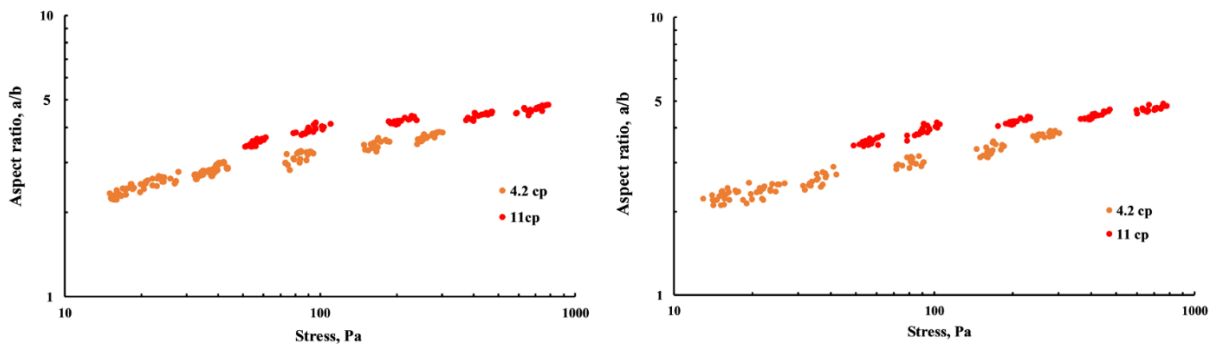 10
5
1
10
100
1000
Aspect ratio, a/b
Stress, Pa
4.2 cp
11cp
10
5
1
10
100
1000
Aspect ratio, a/b
Stress, Pa
4.2 cp
11 cp